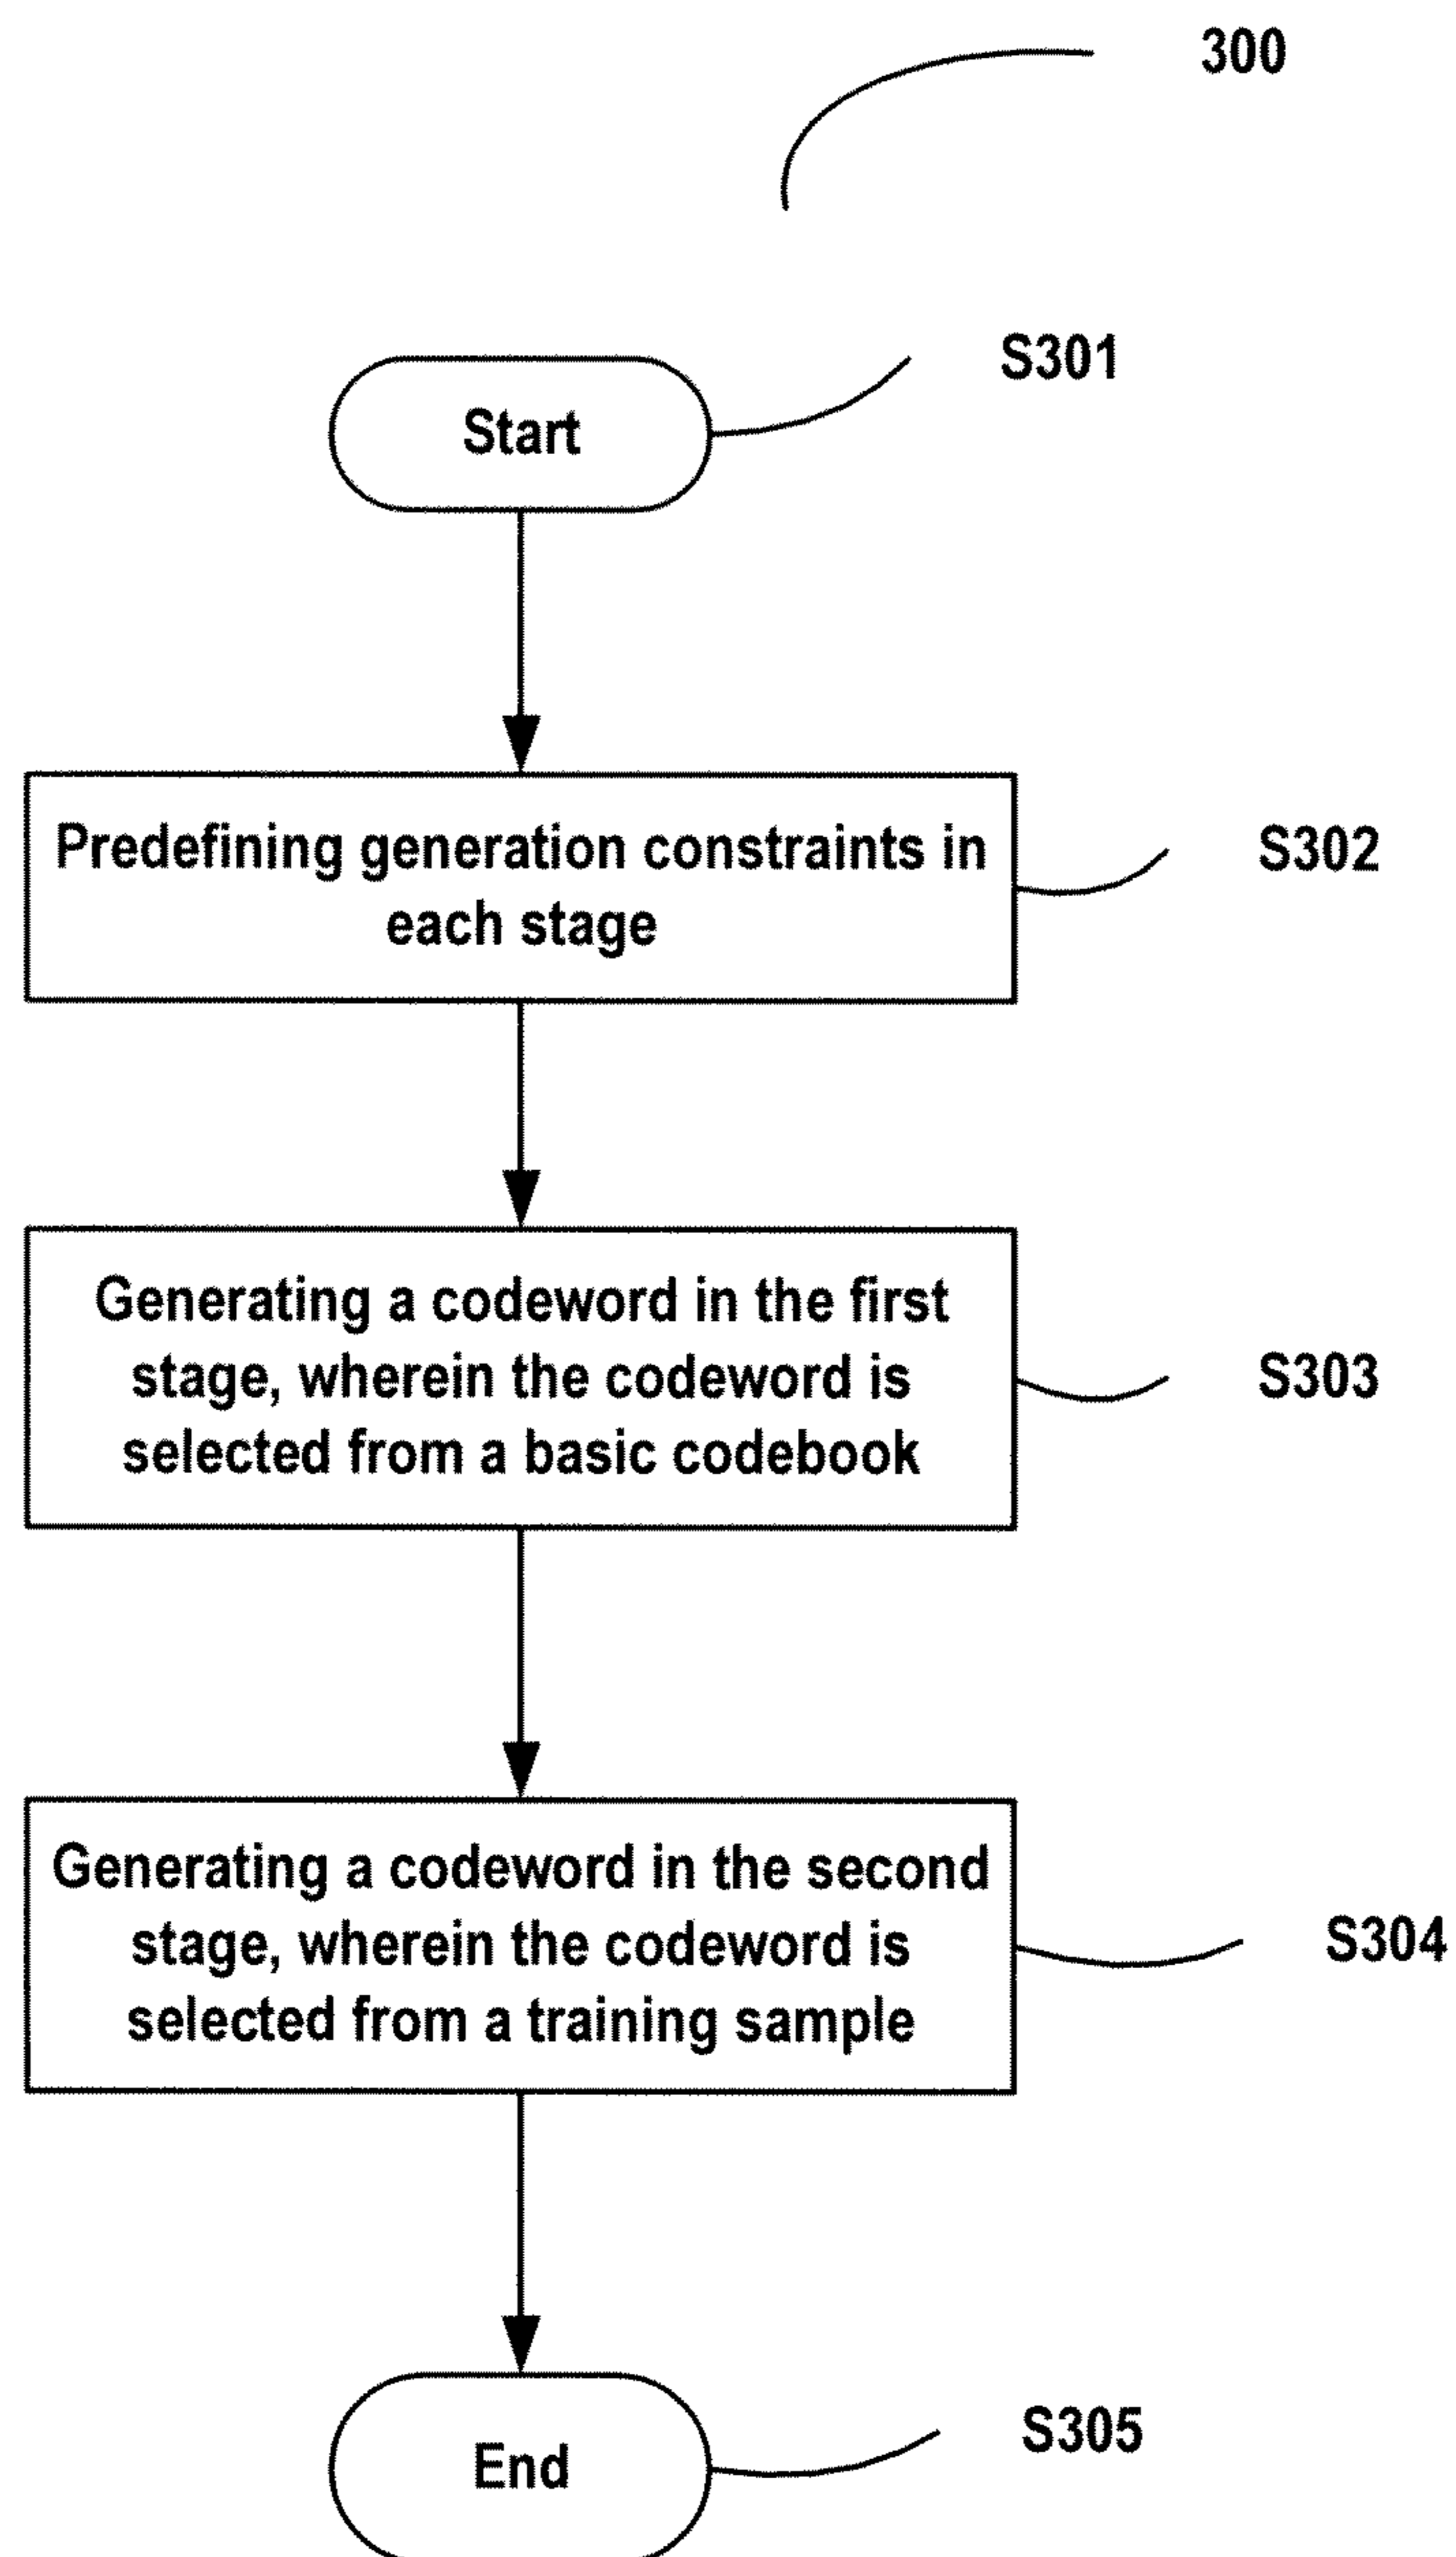 300
S301
Start
Predefining generation constraints in
each stage
S302
Generating a codeword in the first
stage, wherein the codeword is
selected from a basic codebook
S303
Generating a codeword in the second
stage, wherein the codeword is
selected from a training sample
S304
End
S305